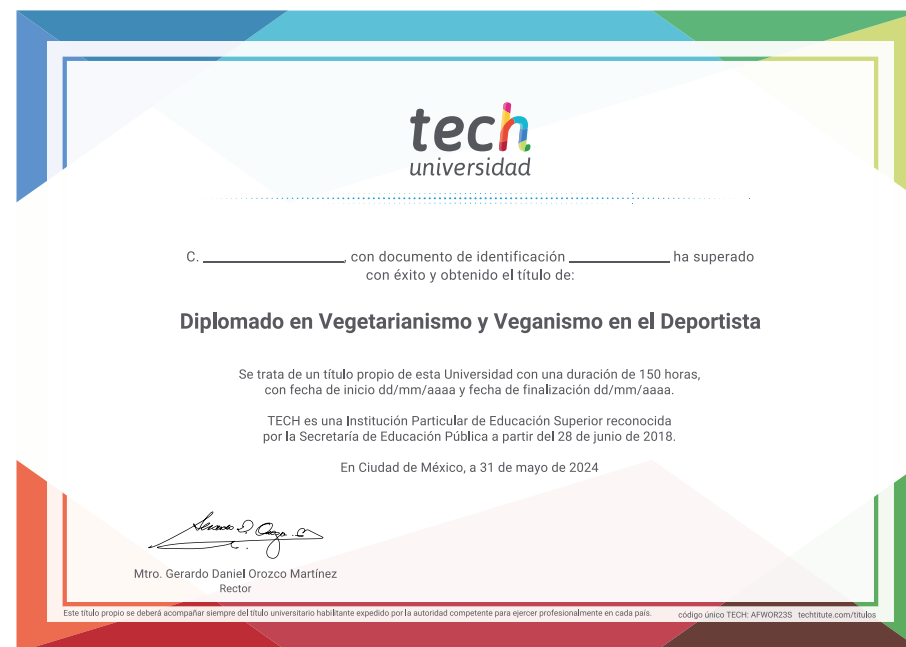 tech
universidad
C. ____________________, con documento de identificación ______________ ha superado
con éxito y obtenido el título de:
Diplomado en Vegetarianismo y Veganismo en el Deportista
Se trata de un título propio de esta Universidad con una duración de 150 horas,
con fecha de inicio dd/mm/aaaa y fecha de finalización dd/mm/aaaa.
TECH es una Institución Particular de Educación Superior reconocida
por la Secretaría de Educación Pública a partir del 28 de junio de 2018.
En Ciudad de México, a 31 de mayo de 2024
Mtro. Gerardo Daniel Orozco Martínez
Rector
Este título propio se deberá acompañar siempre del título universitario habilitante expedido por la autoridad competente para ejercer profesionalmente en cada país. código único TECH: AFWOR23S techtitute.com/titulos